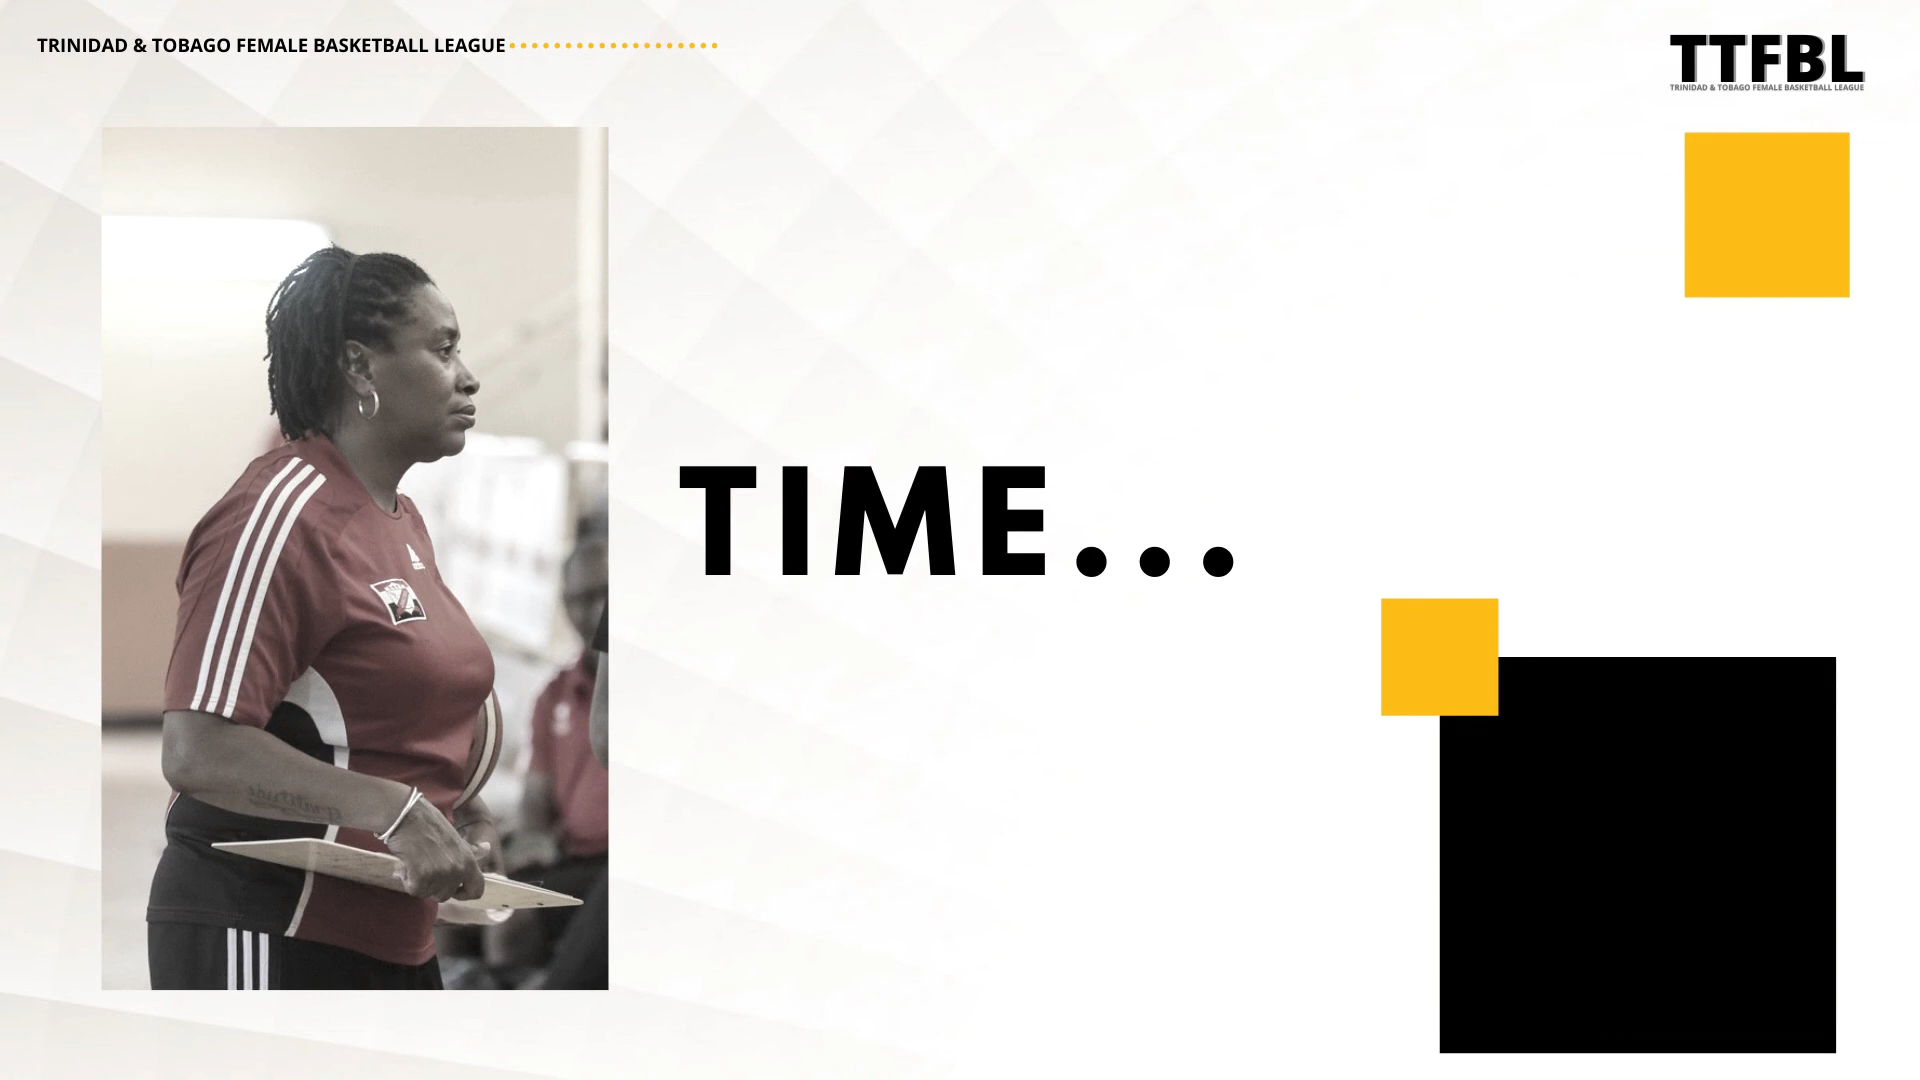 TRINIDAD & TOBAGO FEMALE BASKETBALL LEAGUE
TTFBL
TRINIDAD & TOBAGO FEMALE BASKETBALL LEAGUE
TIME...